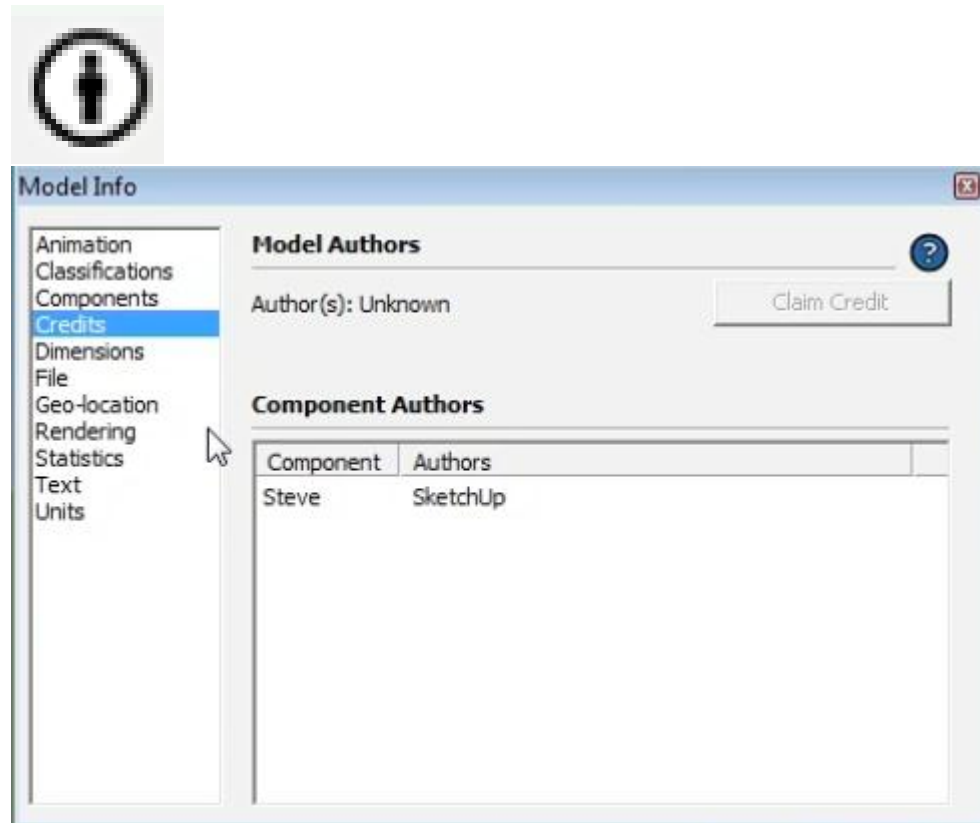 Model Info
Animation
Classifications
Components
Credits
Dimensions
File
Geo-location
Rendering
Statistics
Text
Units
Model Authors
?
Author(s): Unknown
Claim Credit
Component Authors
Component Authors
Steve SketchUp